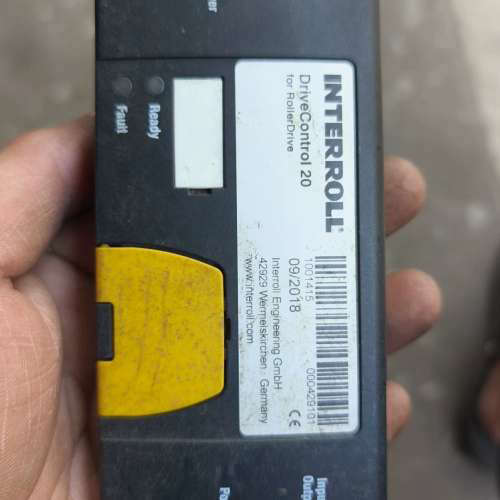 INTERROLL
DriveControl 20
for RollerDrive
1001415
000429101
09/2018
Interroll Engineering GmbH
42929 Wermelskirchen . Germany
www.interroll.com
CE
Ready
Fault